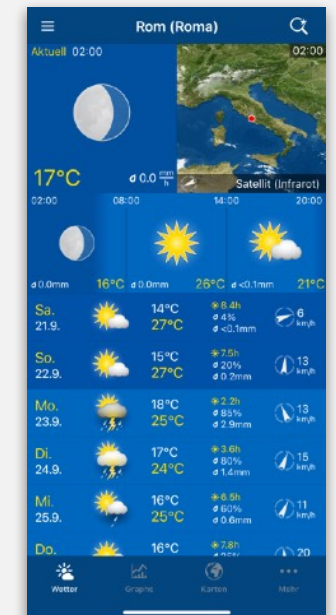 Rom (Roma)
Aktuell 02:00
02:00
17°C
0.0 mm/h
Satellit (Infrarot)
02:00 08:00 14:00 20:00
0.0mm 16°C 0.0mm 26°C <0.1mm 21°C
Sa. 14°C 8.4h 6
21.9. 27°C 4% km/h
<0.1mm
So. 15°C 7.5h 13
22.9. 27°C 20% km/h
0.2mm
Mo. 18°C 2.2h 13
23.9. 25°C 85% km/h
2.9mm
Di. 17°C 3.6h 15
24.9. 24°C 80% km/h
1.4mm
Mi. 16°C 6.5h 11
25.9. 25°C 60% km/h
0.6mm
Do. 16°C 7.8h 20
Wetter Graphs Karten Mehr